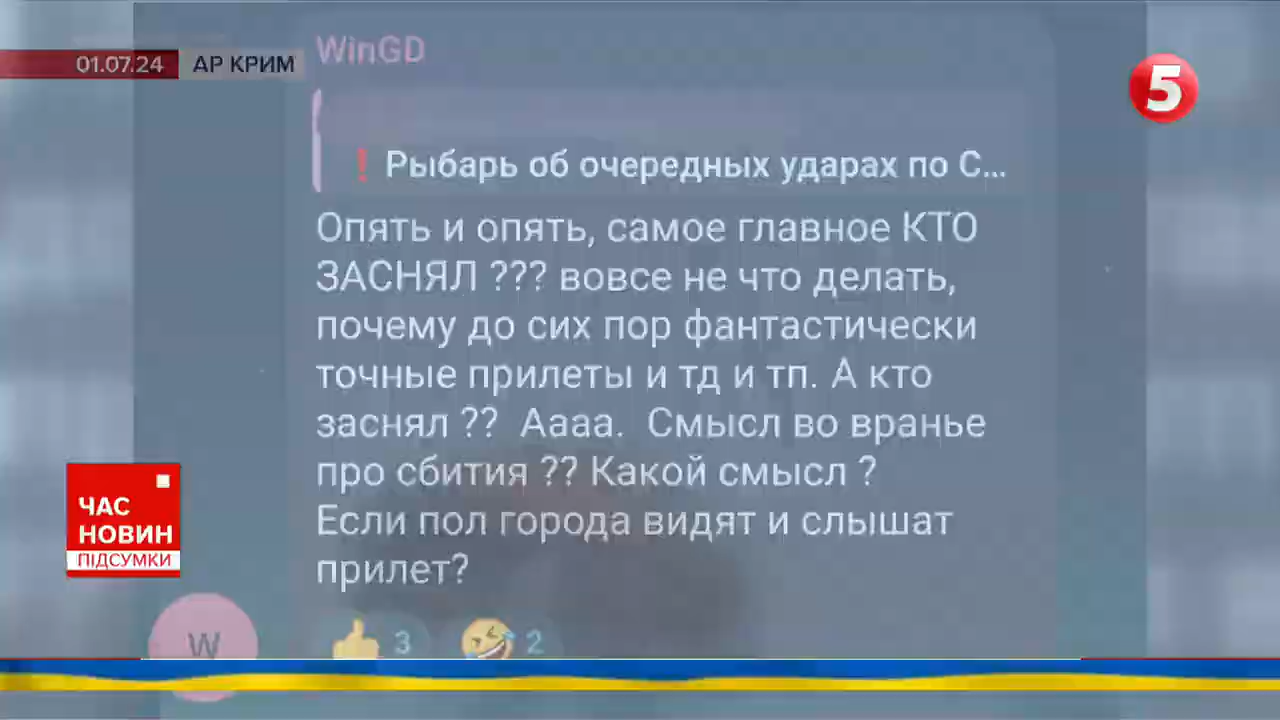 01.07.24 АР КРИМ
5
WinGD
❗ Рыбарь об очередных ударах по С...
Опять и опять, самое главное КТО
ЗАСНЯЛ ??? вовсе не что делать,
почему до сих пор фантастически
точные прилеты и тд и тп. А кто
заснял ?? Аааа. Смысл во вранье
про сбития ?? Какой смысл ?
Если пол города видят и слышат
прилет?
ЧАС
НОВИН
ПІДСУМКИ
W
👍 3 🤣 2